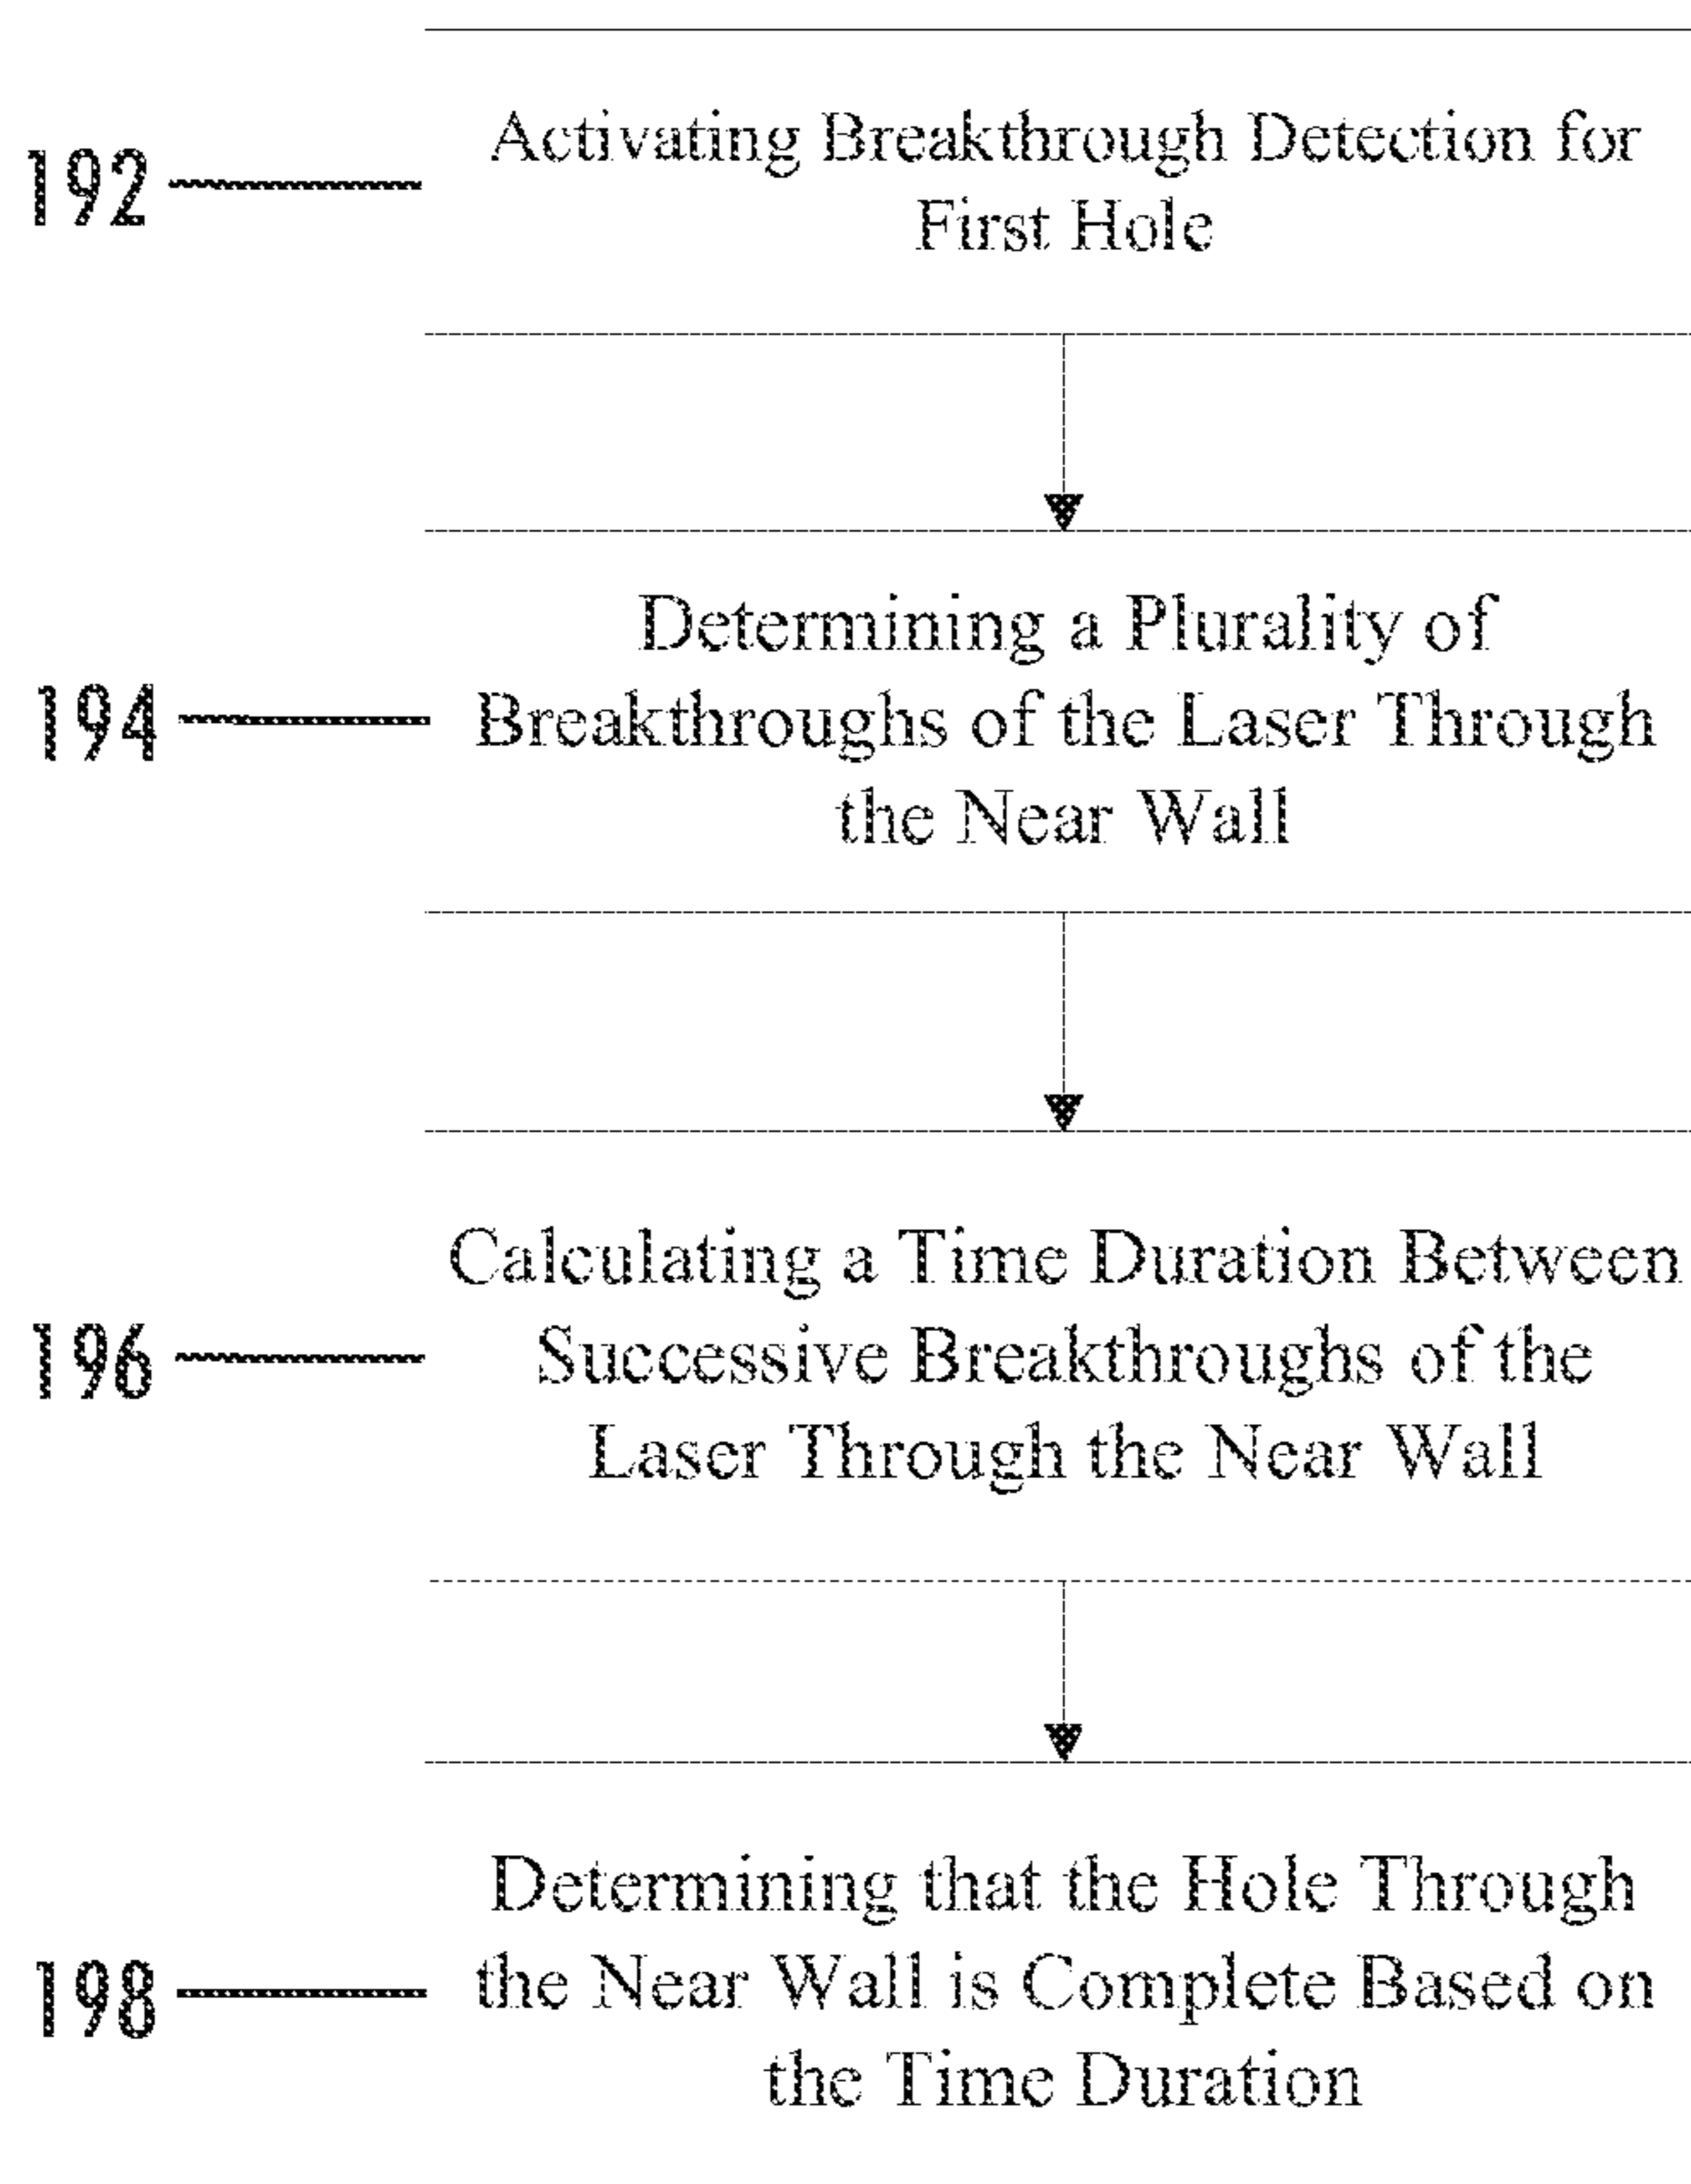 192
Activating Breakthrough Detection for
First Hole
194
Determining a Plurality of
Breakthroughs of the Laser Through
the Near Wall
196
Calculating a Time Duration Between
Successive Breakthroughs of the
Laser Through the Near Wall
198
Determining that the Hole Through
the Near Wall is Complete Based on
the Time Duration